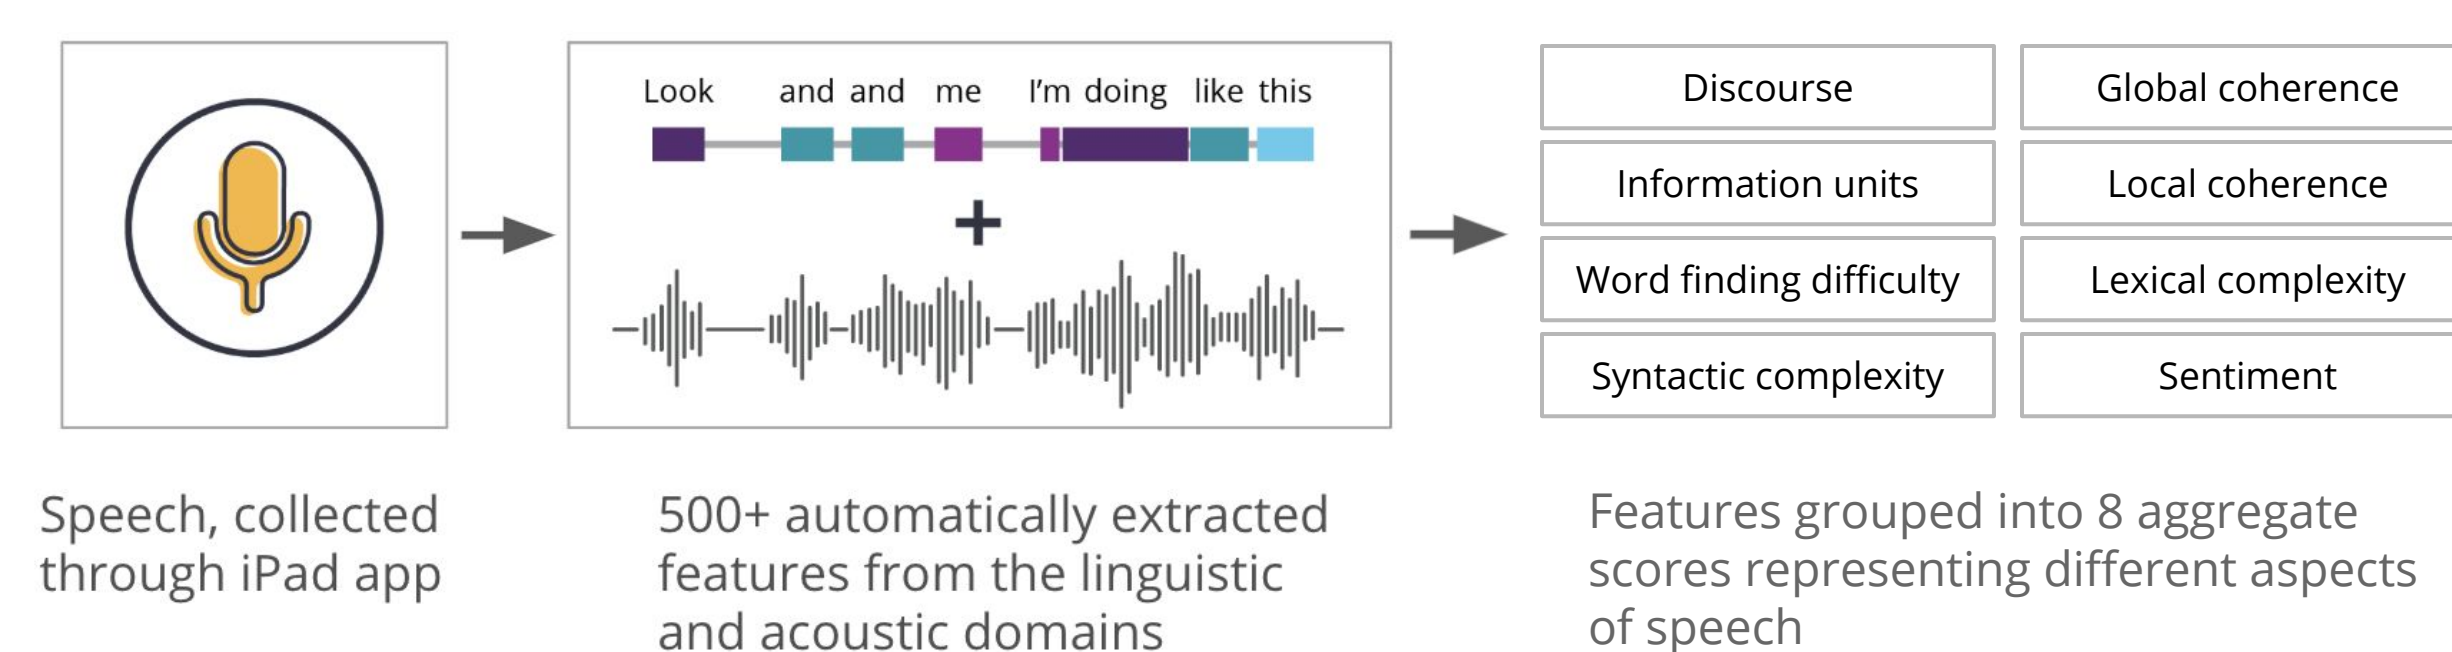 Look and and me I'm doing like this
Discourse
Global coherence
Information units
Local coherence
Word finding difficulty
Lexical complexity
Syntactic complexity
Sentiment
Speech, collected
through iPad app
500+ automatically extracted
features from the linguistic
and acoustic domains
Features grouped into 8 aggregate
scores representing different aspects
of speech